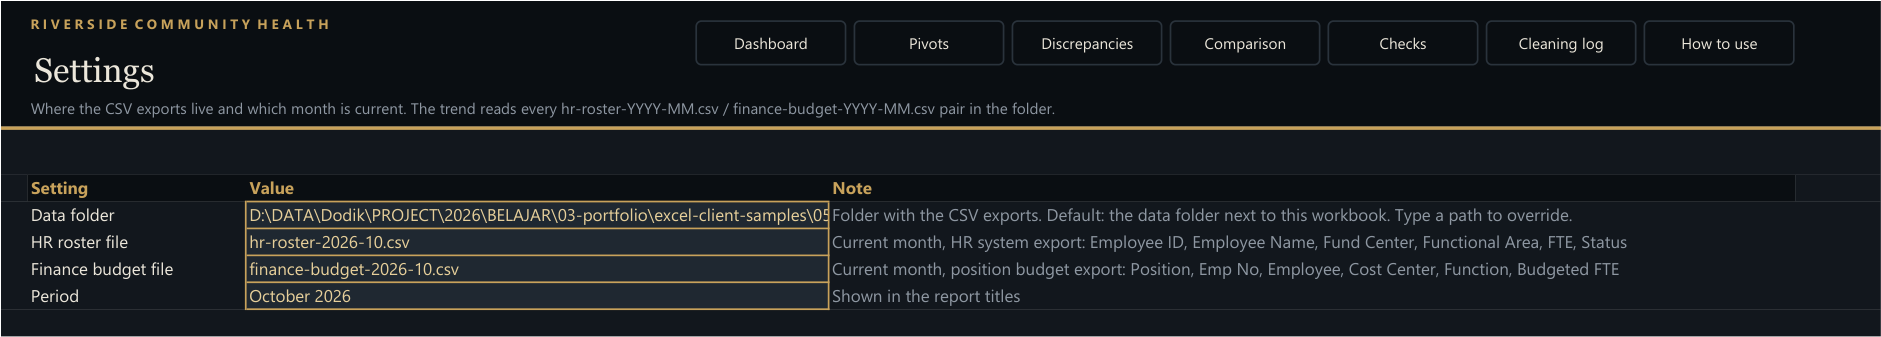 RIVERSIDE COMMUNITY HEALTH
Dashboard Pivots Discrepancies Comparison Checks Cleaning log How to use
Settings
Where the CSV exports live and which month is current. The trend reads every hr-roster-YYYY-MM.csv / finance-budget-YYYY-MM.csv pair in the folder.
Setting Value Note
Data folder D:\DATA\Dodik\PROJECT\2026\BELAJAR\03-portfolio\excel-client-samples\05 Folder with the CSV exports. Default: the data folder next to this workbook. Type a path to override.
HR roster file hr-roster-2026-10.csv Current month, HR system export: Employee ID, Employee Name, Fund Center, Functional Area, FTE, Status
Finance budget file finance-budget-2026-10.csv Current month, position budget export: Position, Emp No, Employee, Cost Center, Function, Budgeted FTE
Period October 2026 Shown in the report titles